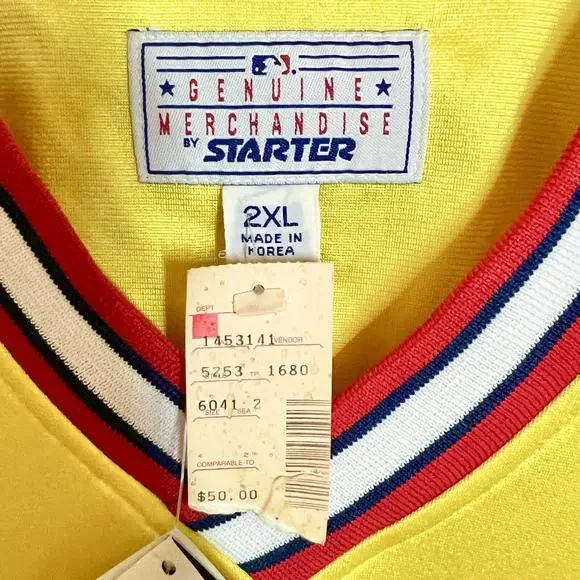 GENUINE
MERCHANDISE
BY STARTER
2XL
MADE IN
KOREA
DEPT
1453141 VENDOR
5253 TP. 1680
6041 2
SIZE SEA
COMPARABLE TO
$50.00